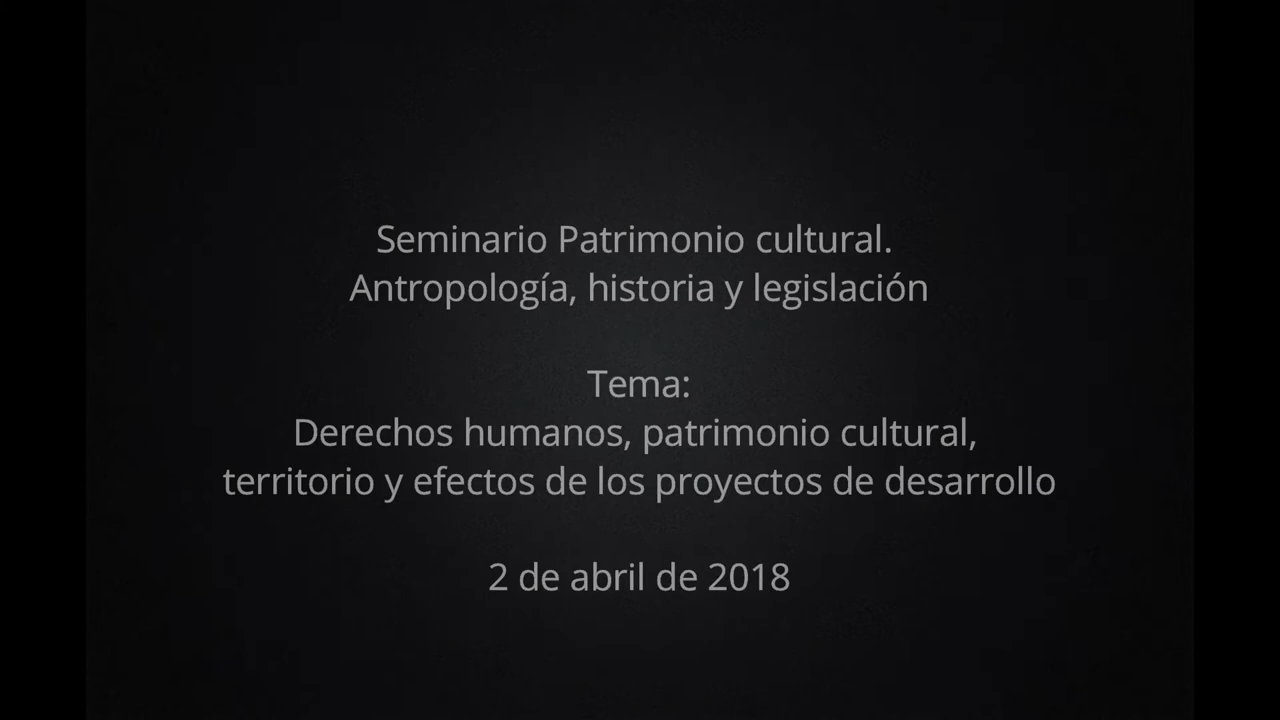 Seminario Patrimonio cultural.
Antropología, historia y legislación
Tema:
Derechos humanos, patrimonio cultural,
territorio y efectos de los proyectos de desarrollo
2 de abril de 2018